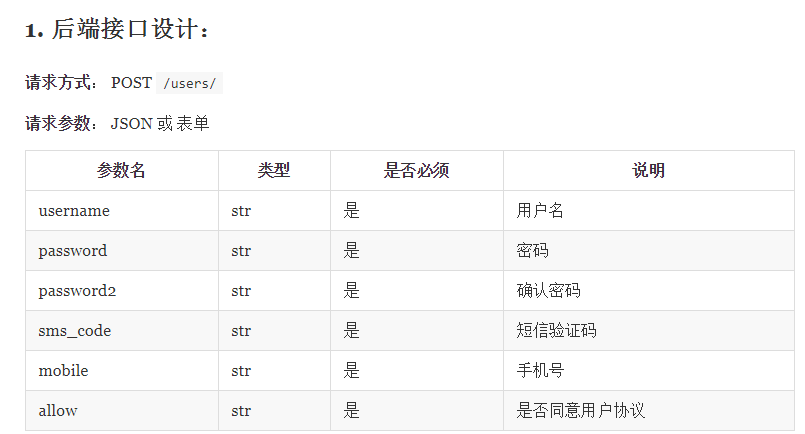 1. 后端接口设计：
请求方式： POST /users/
请求参数： JSON 或 表单
参数名 类型 是否必须 说明
username str 是 用户名
password str 是 密码
password2 str 是 确认密码
sms_code str 是 短信验证码
mobile str 是 手机号
allow str 是 是否同意用户协议